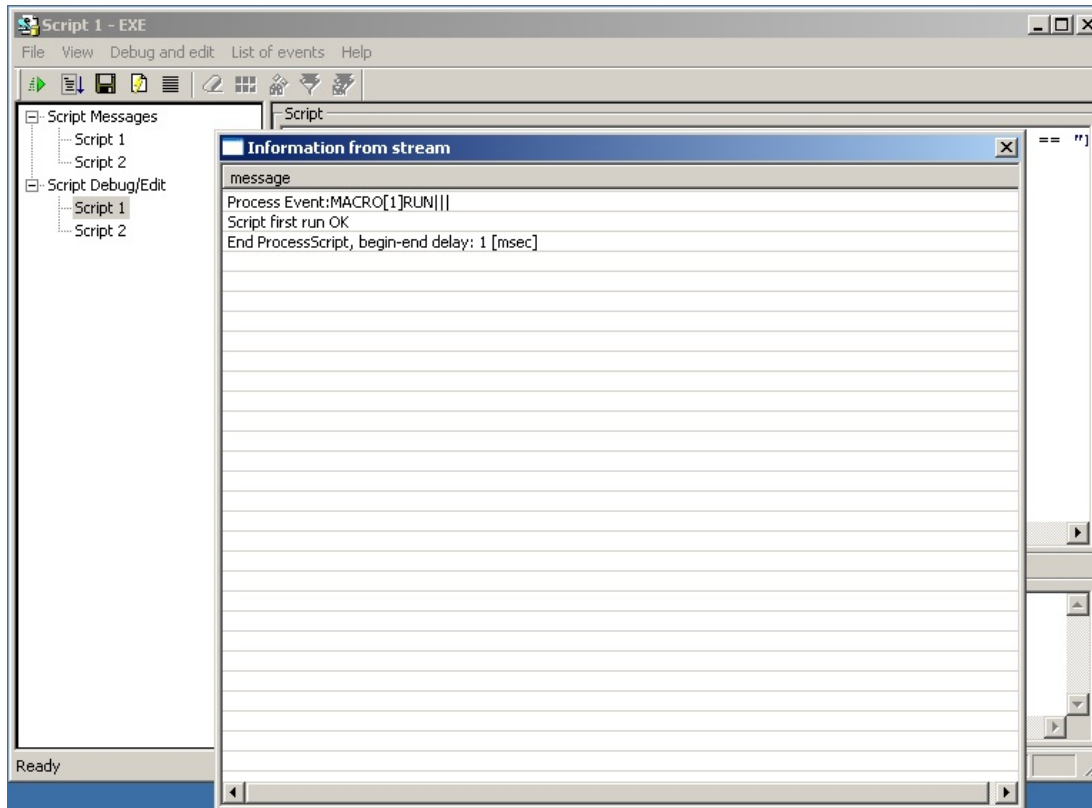 Script 1 - EXE
File View Debug and edit List of events Help
Script Messages
Script 1
Script 2
Script Debug/Edit
Script 1
Script 2
Script
== "]
Information from stream
message
Process Event:MACRO[1]RUN|||
Script first run OK
End ProcessScript, begin-end delay: 1 [msec]
Ready